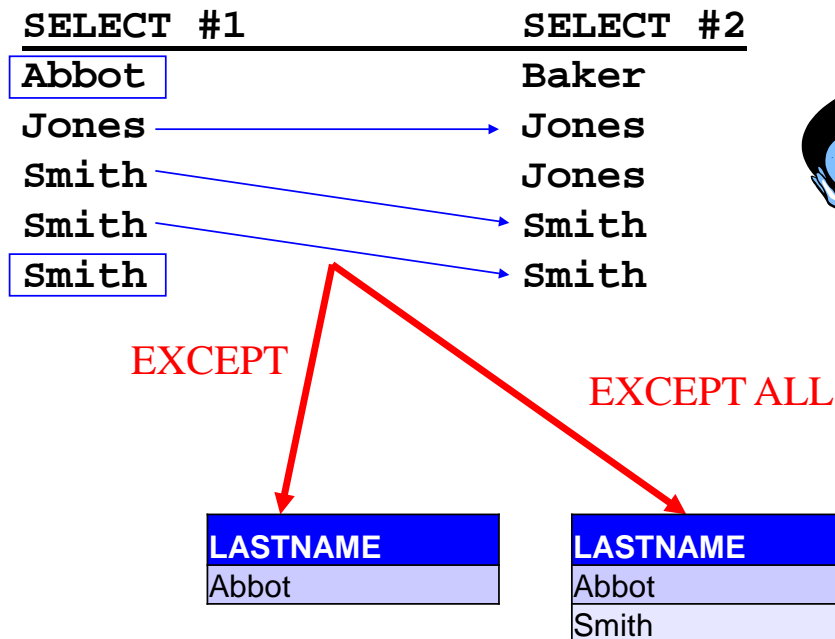 SELECT #1 SELECT #2
Abbot Baker
Jones Jones
Smith Jones
Smith Smith
Smith Smith
EXCEPT
EXCEPT ALL
LASTNAME LASTNAME
Abbot Abbot
Smith